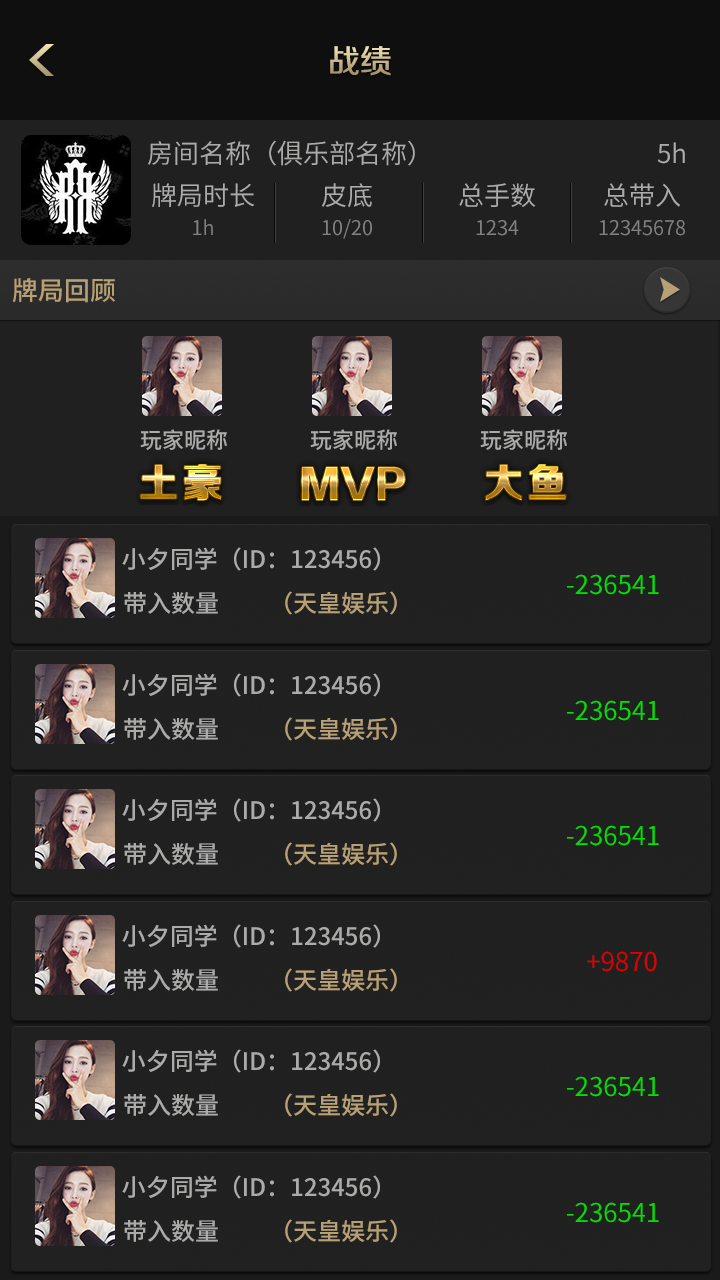 战绩
房间名称（俱乐部名称） 5h
牌局时长 皮底 总手数 总带入
1h 10/20 1234 12345678
牌局回顾
玩家昵称 玩家昵称 玩家昵称
土豪 MVP 大鱼
小夕同学（ID：123456）
带入数量 （天皇娱乐） -236541
小夕同学（ID：123456）
带入数量 （天皇娱乐） -236541
小夕同学（ID：123456）
带入数量 （天皇娱乐） -236541
小夕同学（ID：123456）
带入数量 （天皇娱乐） +9870
小夕同学（ID：123456）
带入数量 （天皇娱乐） -236541
小夕同学（ID：123456）
带入数量 （天皇娱乐） -236541